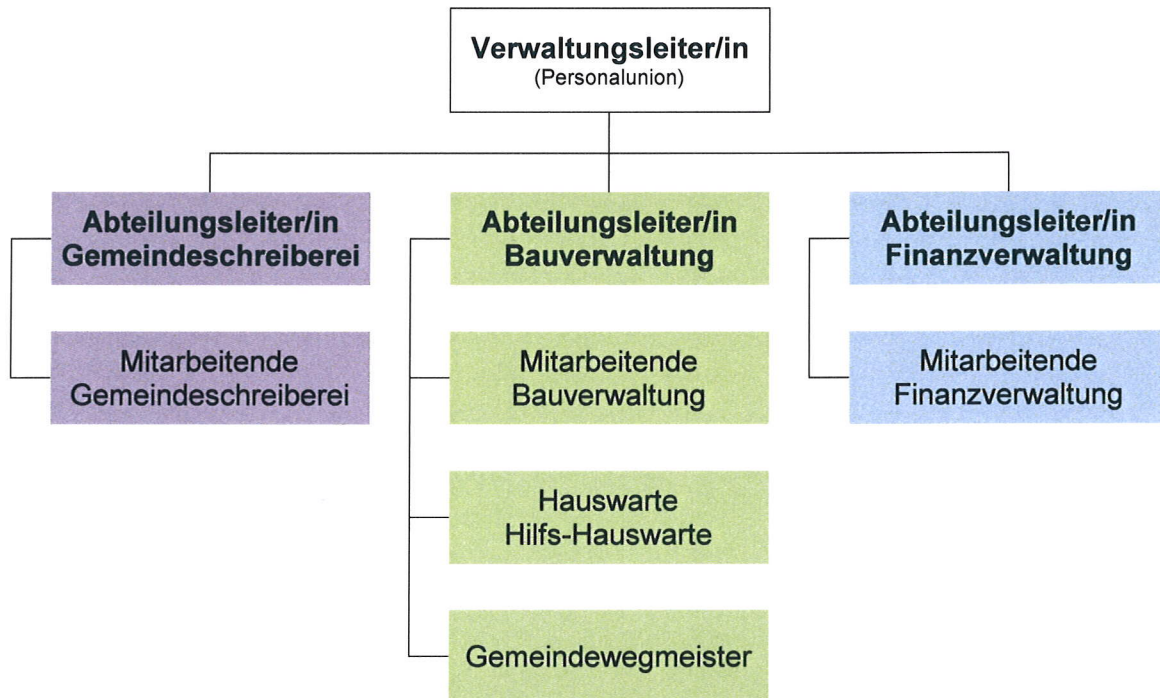 Verwaltungsleiter/in
(Personalunion)
Abteilungsleiter/in
Gemeindeschreiberei
Mitarbeitende
Gemeindeschreiberei
Abteilungsleiter/in
Bauverwaltung
Mitarbeitende
Bauverwaltung
Hauswarte
Hilfs-Hauswarte
Gemeindewegmeister
Abteilungsleiter/in
Finanzverwaltung
Mitarbeitende
Finanzverwaltung